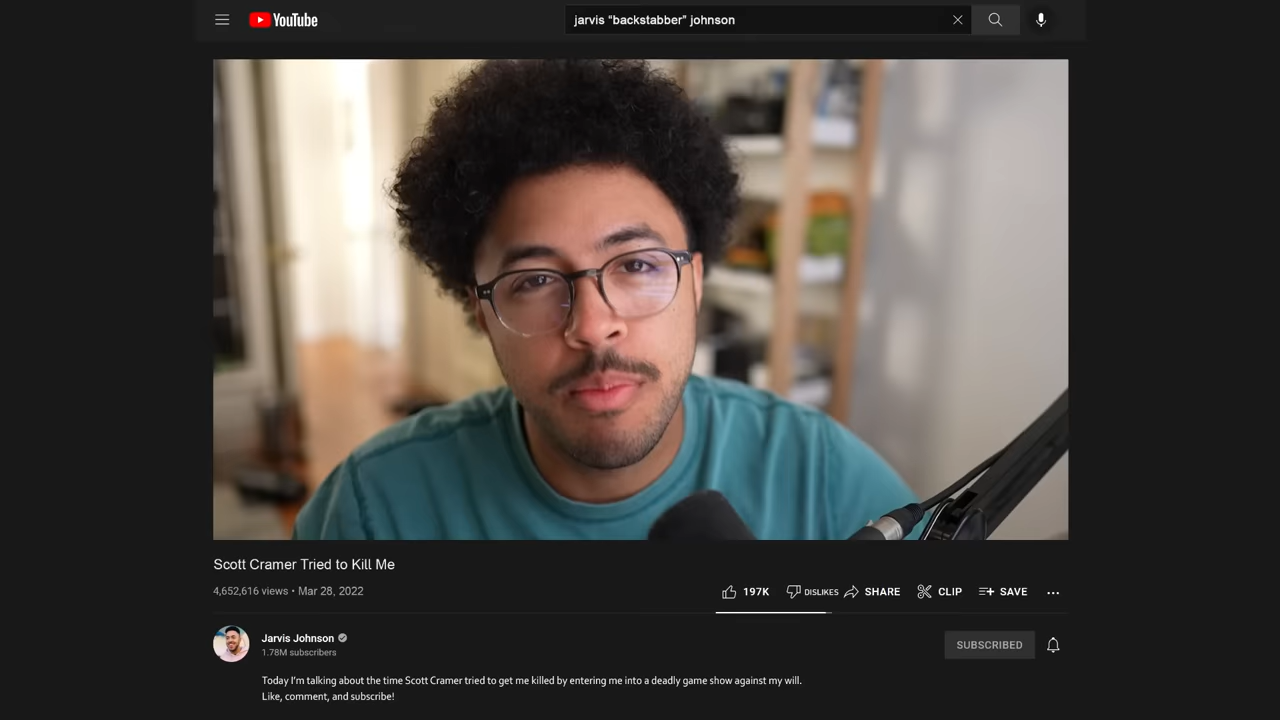 YouTube
jarvis “backstabber” johnson
Scott Cramer Tried to Kill Me
4,652,616 views • Mar 28, 2022
197K DISLIKES SHARE CLIP SAVE
Jarvis Johnson
1.78M subscribers
SUBSCRIBED
Today I'm talking about the time Scott Cramer tried to get me killed by entering me into a deadly game show against my will.
Like, comment, and subscribe!